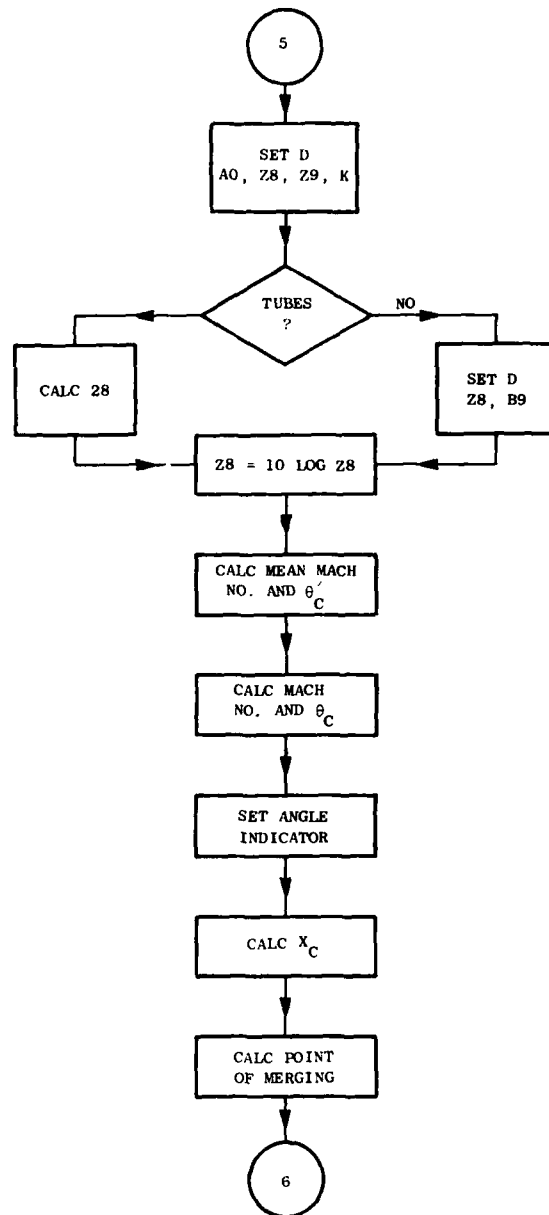 5
SET D
A0, Z8, Z9, K
TUBES
?
NO
CALC 28
SET D
Z8, B9
Z8 = 10 LOG Z8
CALC MEAN MACH
NO. AND θ′C
CALC MACH
NO. AND θC
SET ANGLE
INDICATOR
CALC XC
CALC POINT
OF MERGING
6